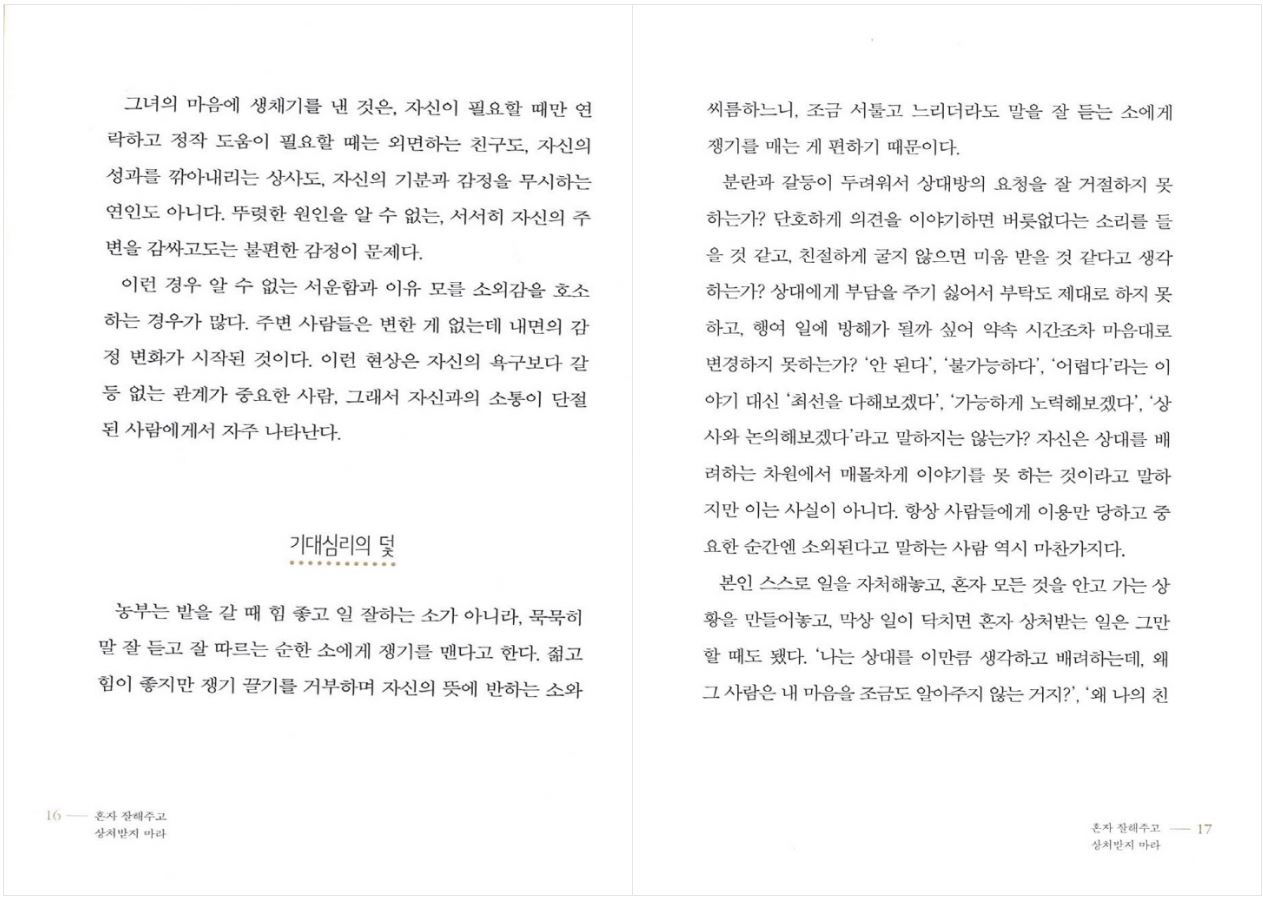 그녀의 마음에 생채기를 낸 것은, 자신이 필요할 때만 연
락하고 정작 도움이 필요할 때는 외면하는 친구도, 자신의
성과를 깎아내리는 상사도, 자신의 기분과 감정을 무시하는
연인도 아니다. 뚜렷한 원인을 알 수 없는, 서서히 자신의 주
변을 감싸고도는 불편한 감정이 문제다.
이런 경우 알 수 없는 서운함과 이유 모를 소외감을 호소
하는 경우가 많다. 주변 사람들은 변한 게 없는데 내면의 감
정 변화가 시작된 것이다. 이런 현상은 자신의 욕구보다 갈
등 없는 관계가 중요한 사람, 그래서 자신과의 소통이 단절
된 사람에게서 자주 나타난다.
기대심리의 덫
농부는 밭을 갈 때 힘 좋고 일 잘하는 소가 아니라, 묵묵히
말 잘 듣고 잘 따르는 순한 소에게 쟁기를 맨다고 한다. 젊고
힘이 좋지만 쟁기 끌기를 거부하며 자신의 뜻에 반하는 소와
16 — 혼자 잘해주고
상처받지 마라
씨름하느니, 조금 서툴고 느리더라도 말을 잘 듣는 소에게
쟁기를 매는 게 편하기 때문이다.
분란과 갈등이 두려워서 상대방의 요청을 잘 거절하지 못
하는가? 단호하게 의견을 이야기하면 버릇없다는 소리를 들
을 것 같고, 친절하게 굴지 않으면 미움 받을 것 같다고 생각
하는가? 상대에게 부담을 주기 싫어서 부탁도 제대로 하지 못
하고, 행여 일에 방해가 될까 싶어 약속 시간조차 마음대로
변경하지 못하는가? ‘안 된다’, ‘불가능하다’, ‘어렵다’라는 이
야기 대신 ‘최선을 다해보겠다’, ‘가능하게 노력해보겠다’, ‘상
사와 논의해보겠다’라고 말하지는 않는가? 자신은 상대를 배
려하는 차원에서 매몰차게 이야기를 못 하는 것이라고 말하
지만 이는 사실이 아니다. 항상 사람들에게 이용만 당하고 중
요한 순간엔 소외된다고 말하는 사람 역시 마찬가지다.
본인 스스로 일을 자처해놓고, 혼자 모든 것을 안고 가는 상
황을 만들어놓고, 막상 일이 닥치면 혼자 상처받는 일은 그만
할 때도 됐다. ‘나는 상대를 이만큼 생각하고 배려하는데, 왜
그 사람은 내 마음을 조금도 알아주지 않는 거지?’, ‘왜 나의 친
혼자 잘해주고 — 17
상처받지 마라